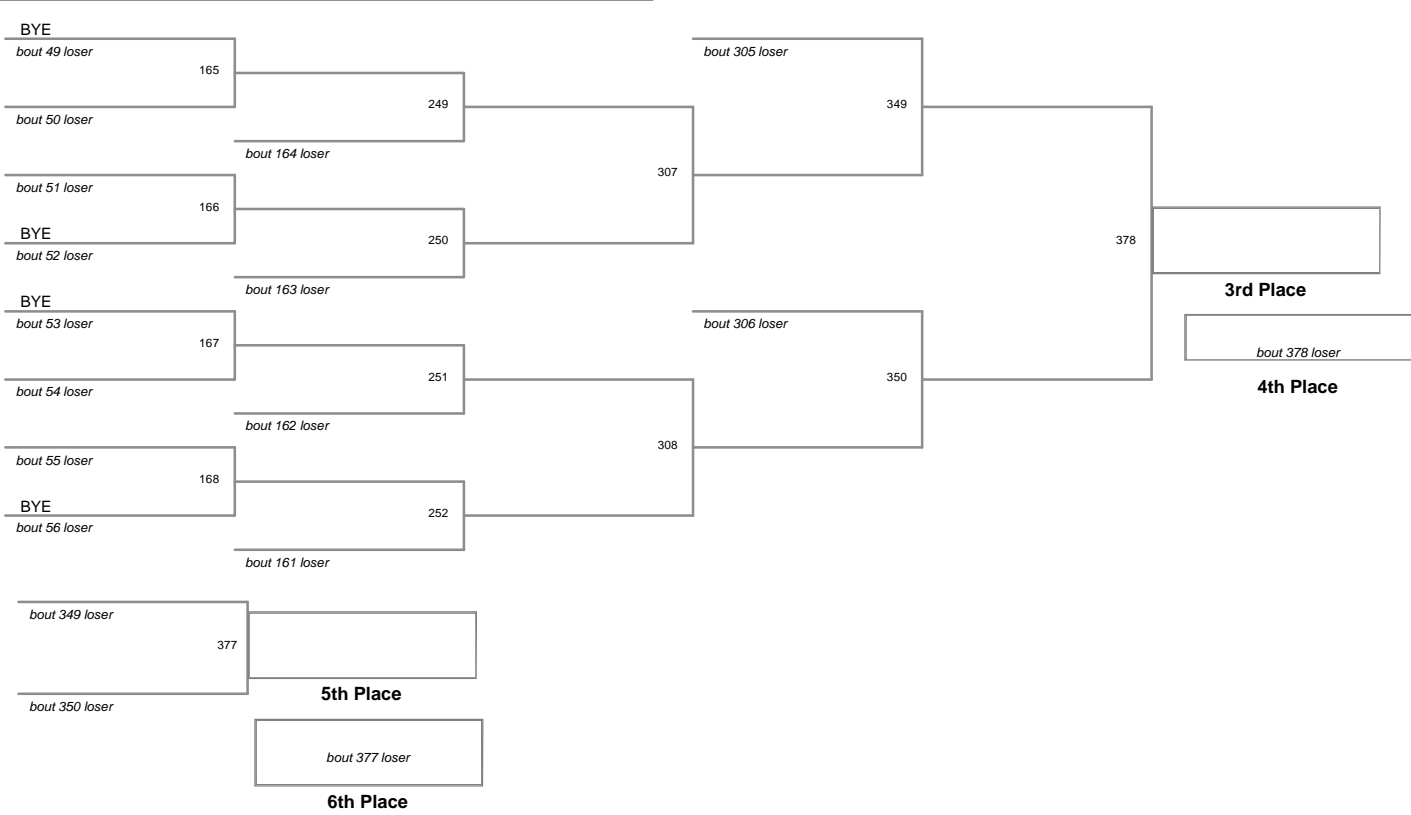 BYE
bout 49 loser
165
bout 50 loser
249
bout 164 loser
bout 51 loser
166
BYE
bout 52 loser
250
bout 163 loser
307
bout 305 loser
349
BYE
bout 53 loser
167
bout 54 loser
251
bout 162 loser
bout 55 loser
168
BYE
bout 56 loser
252
bout 161 loser
308
bout 306 loser
350
378
3rd Place
bout 378 loser
4th Place
bout 349 loser
377
bout 350 loser
5th Place
bout 377 loser
6th Place